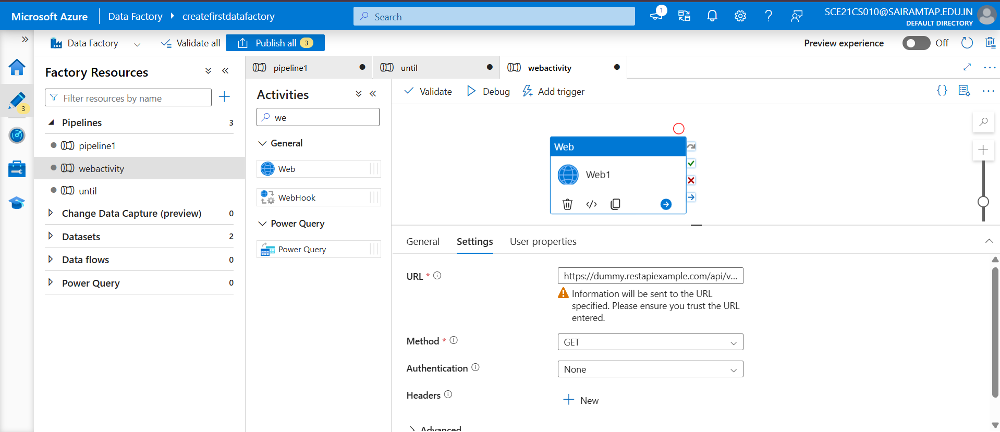 Microsoft Azure
Data Factory
createfirstdatafactory
Search
1
SCE21CS010@SAIRAMTAP.EDU.IN
DEFAULT DIRECTORY
Data Factory
Validate all
Publish all 3
Preview experience
Off
3
Factory Resources
Filter resources by name
Pipelines 3
pipeline1
webactivity
until
Change Data Capture (preview) 0
Datasets 2
Data flows 0
Power Query 0
pipeline1
until
webactivity
Activities
we
General
Web
WebHook
Power Query
Power Query
Validate
Debug
Add trigger
Web
Web1
General
Settings
User properties
URL *
https://dummy.restapiexample.com/api/v...
Information will be sent to the URL
specified. Please ensure you trust the URL
entered.
Method *
GET
Authentication
None
Headers
New
Advanced